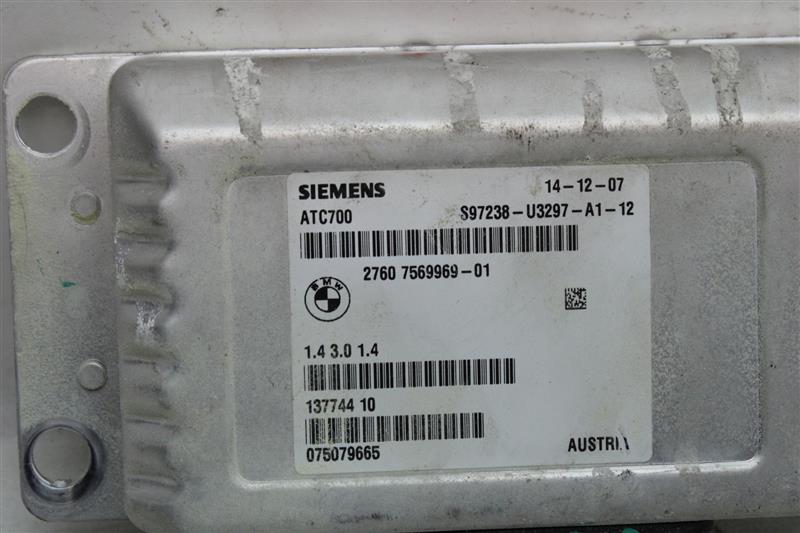 SIEMENS 14-12-07
ATC700 S97238-U3297-A1-12
2760 7569969-01
BMW
1.4 3.0 1.4
137744 10
075079665 AUSTRIA